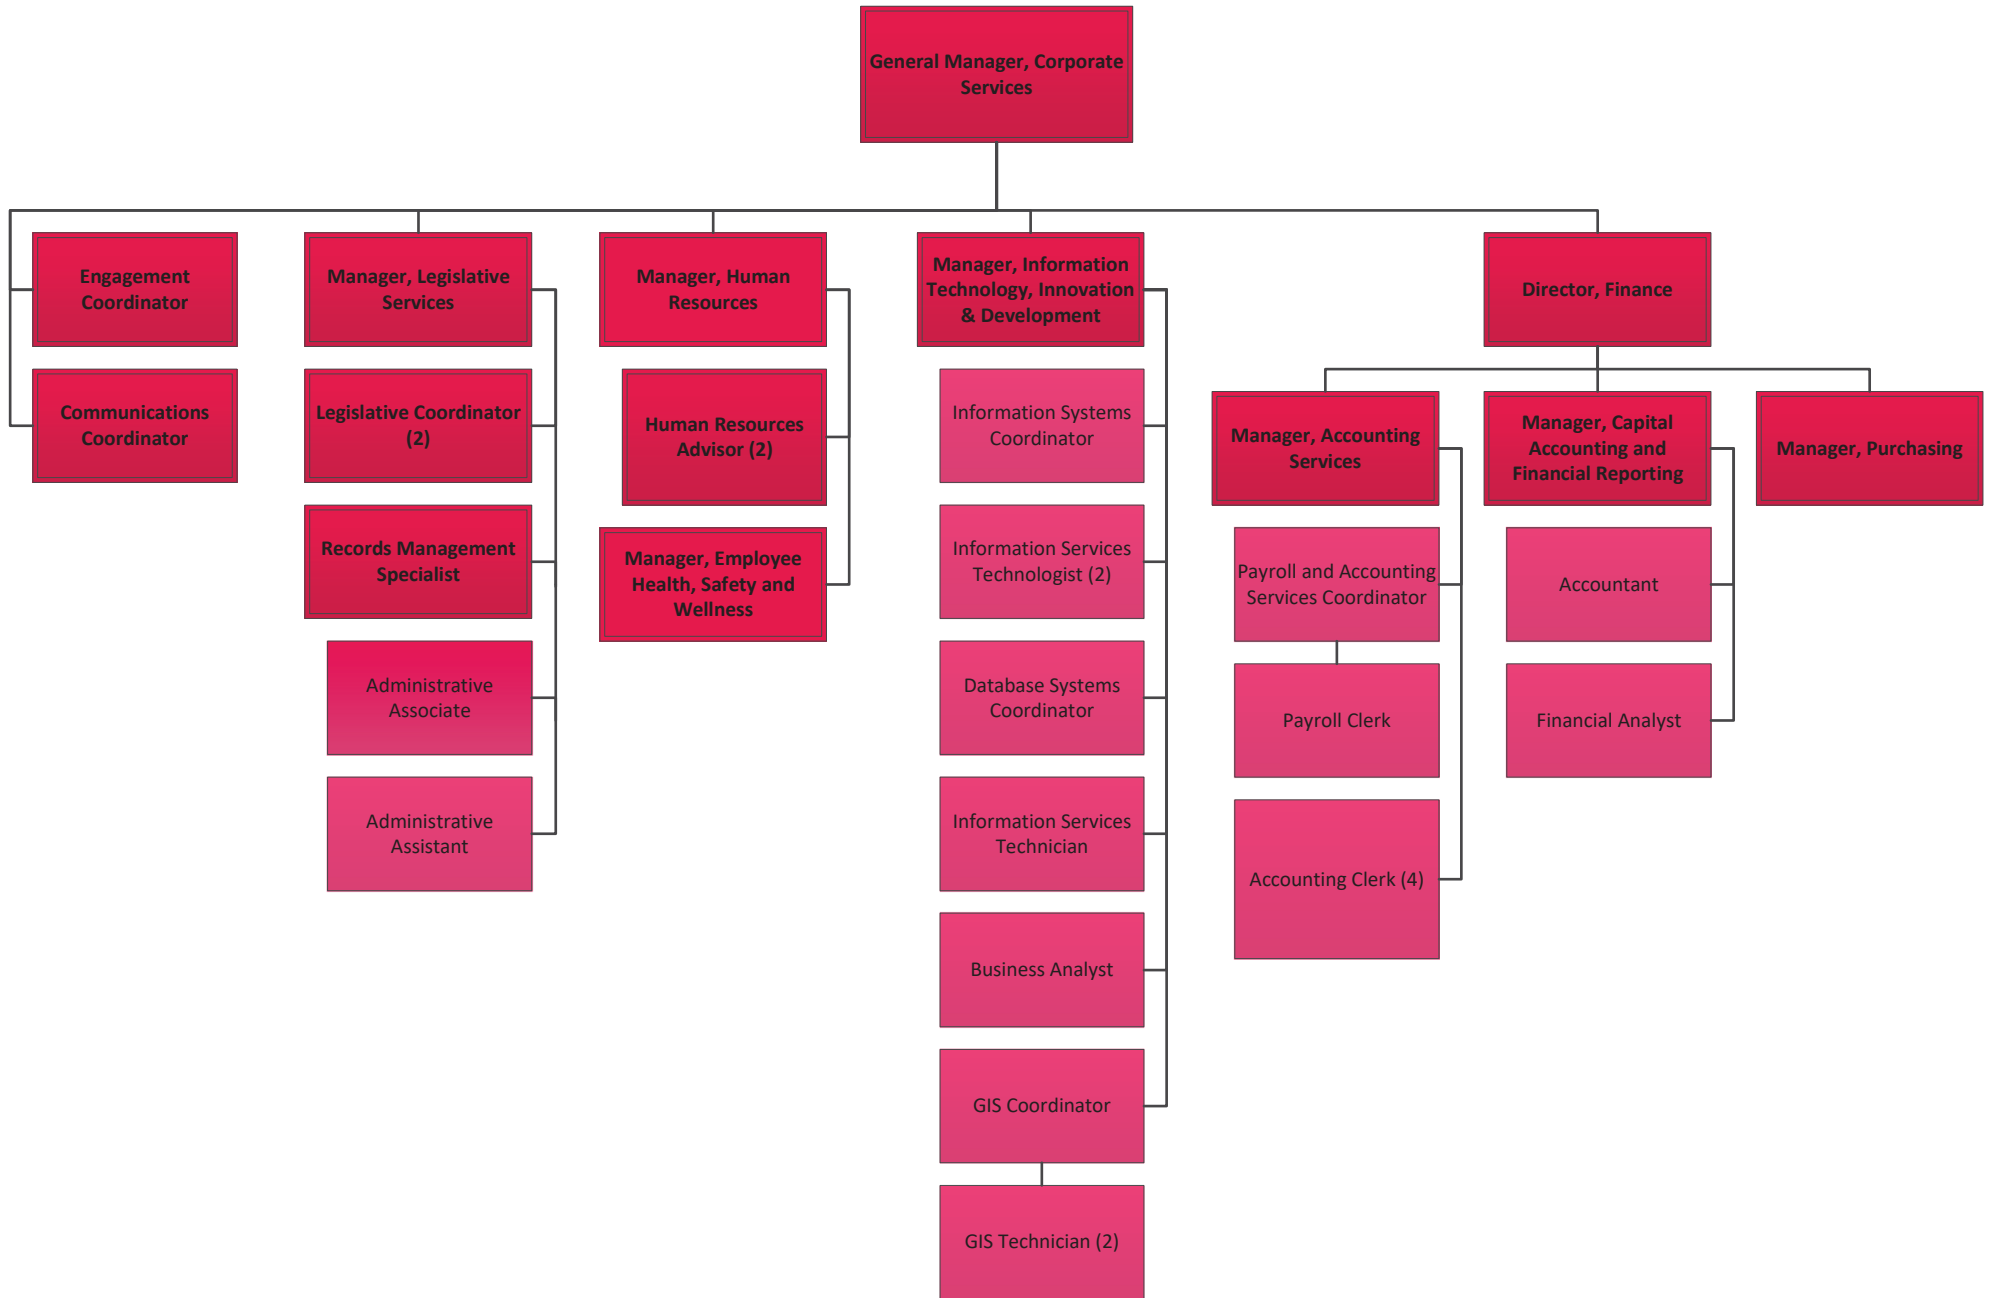 General Manager, Corporate
Services
Engagement
Coordinator
Communications
Coordinator
Manager, Legislative
Services
Legislative Coordinator
(2)
Records Management
Specialist
Administrative
Associate
Administrative
Assistant
Manager, Human
Resources
Human Resources
Advisor (2)
Manager, Employee
Health, Safety and
Wellness
Manager, Information
Technology, Innovation
& Development
Information Systems
Coordinator
Information Services
Technologist (2)
Database Systems
Coordinator
Information Services
Technician
Business Analyst
GIS Coordinator
GIS Technician (2)
Director, Finance
Manager, Accounting
Services
Payroll and Accounting
Services Coordinator
Payroll Clerk
Accounting Clerk (4)
Manager, Capital
Accounting and
Financial Reporting
Accountant
Financial Analyst
Manager, Purchasing